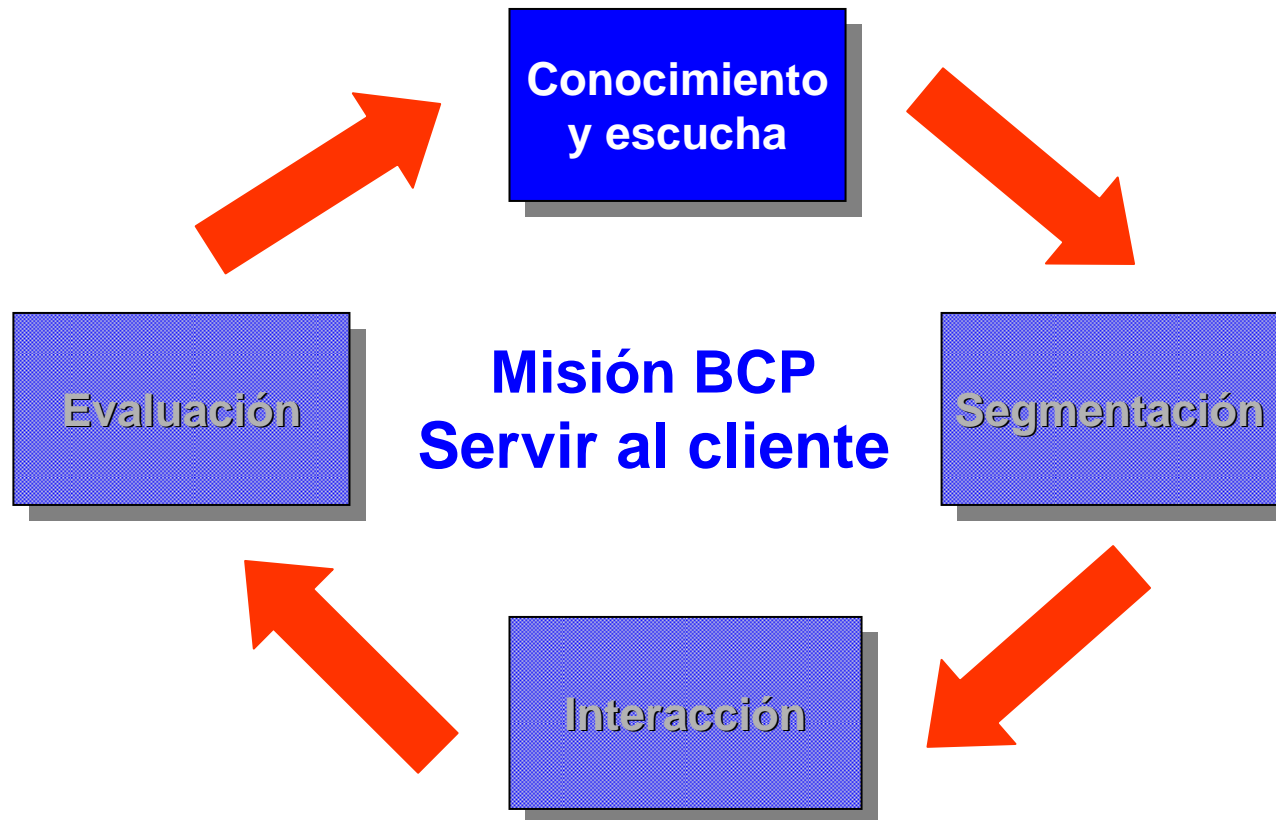 Conocimiento
y escucha
Misión BCP
Servir al cliente
Evaluación
Segmentación
Interacción